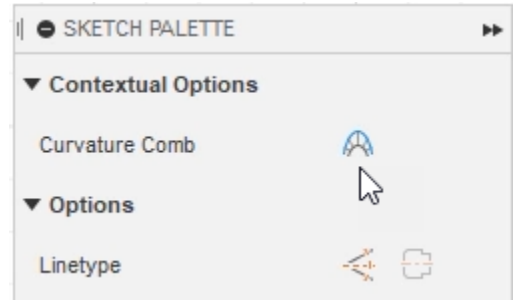 SKETCH PALETTE
Contextual Options
Curvature Comb
Options
Linetype